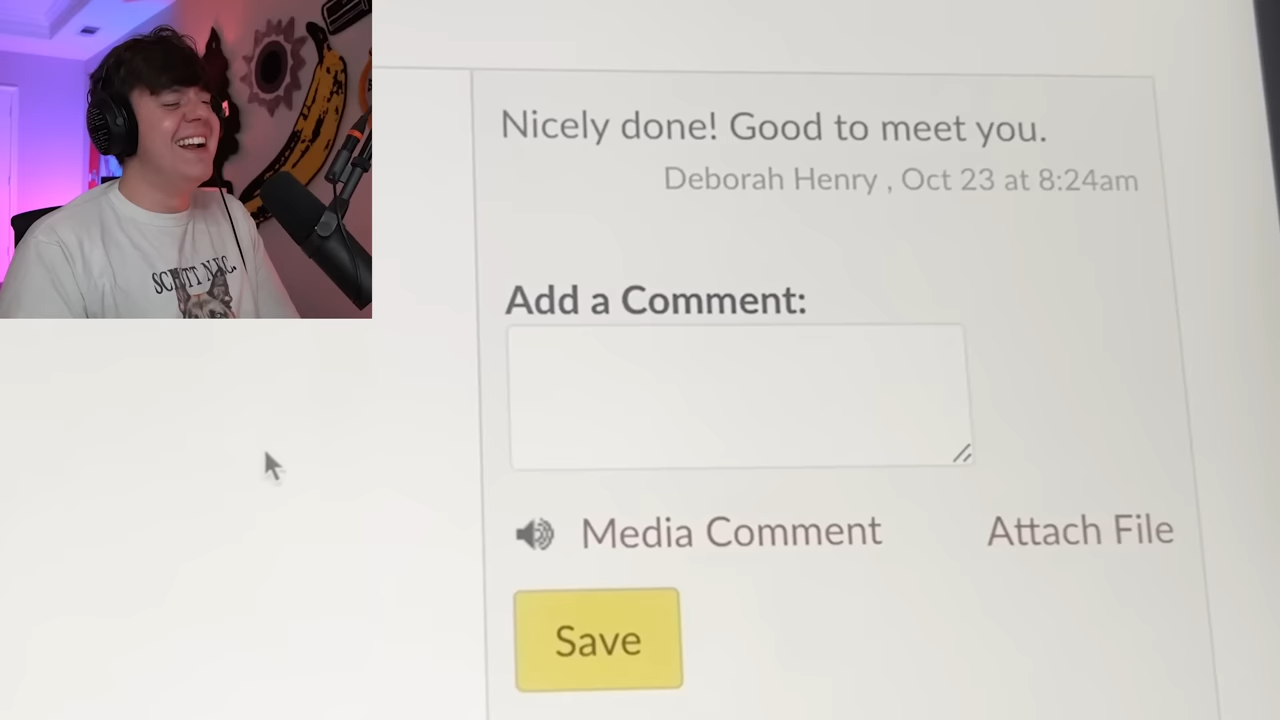 SCHOTT N.Y.C.
Nicely done! Good to meet you.
Deborah Henry , Oct 23 at 8:24am
Add a Comment:
Media Comment
Attach File
Save